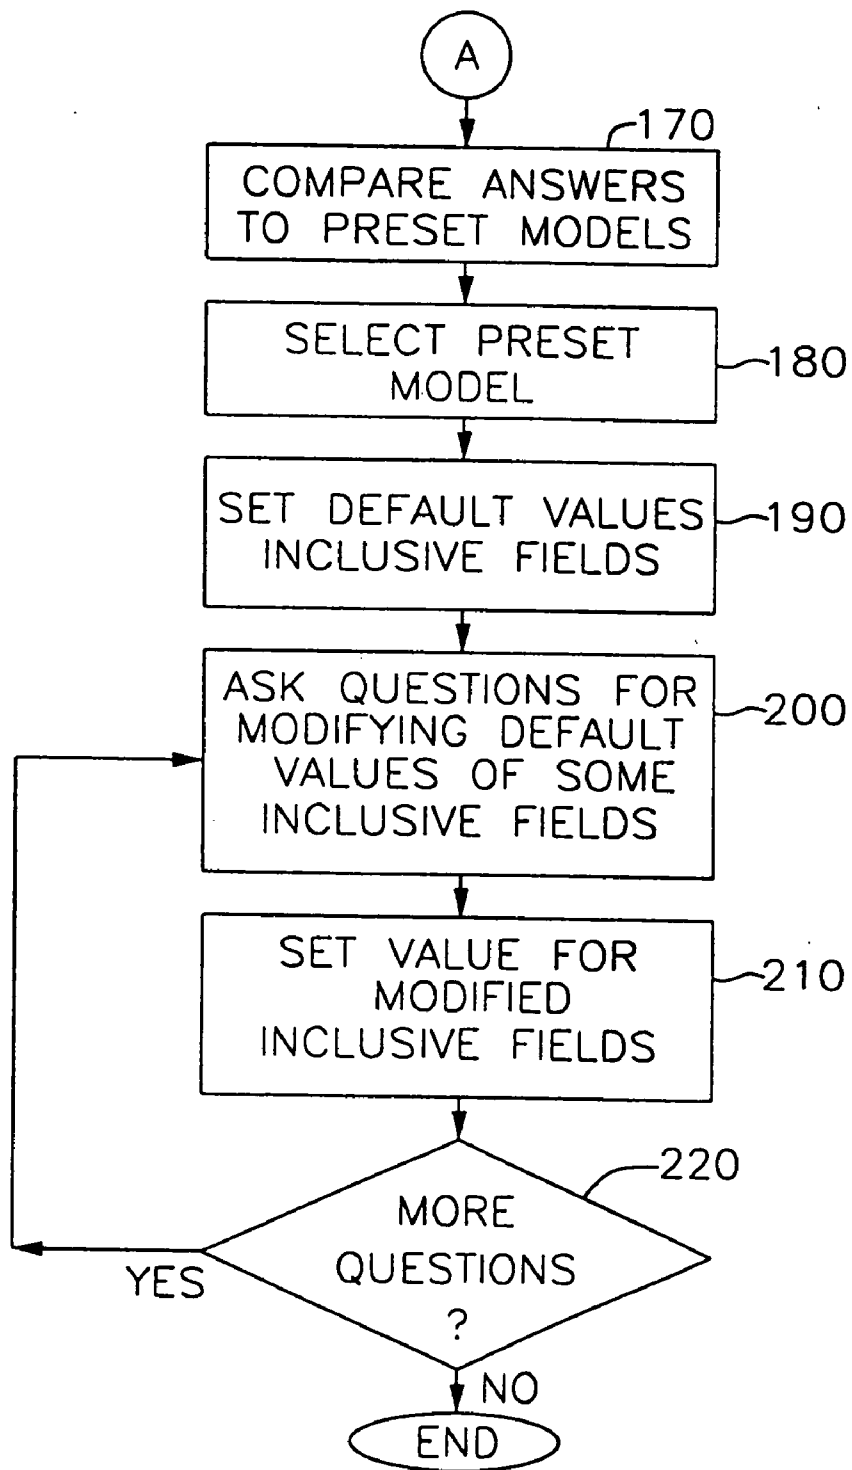 A
170
COMPARE ANSWERS
TO PRESET MODELS
SELECT PRESET
MODEL
180
SET DEFAULT VALUES
INCLUSIVE FIELDS
190
ASK QUESTIONS FOR
MODIFYING DEFAULT
VALUES OF SOME
INCLUSIVE FIELDS
200
SET VALUE FOR
MODIFIED
INCLUSIVE FIELDS
210
220
MORE
QUESTIONS
?
YES
NO
END